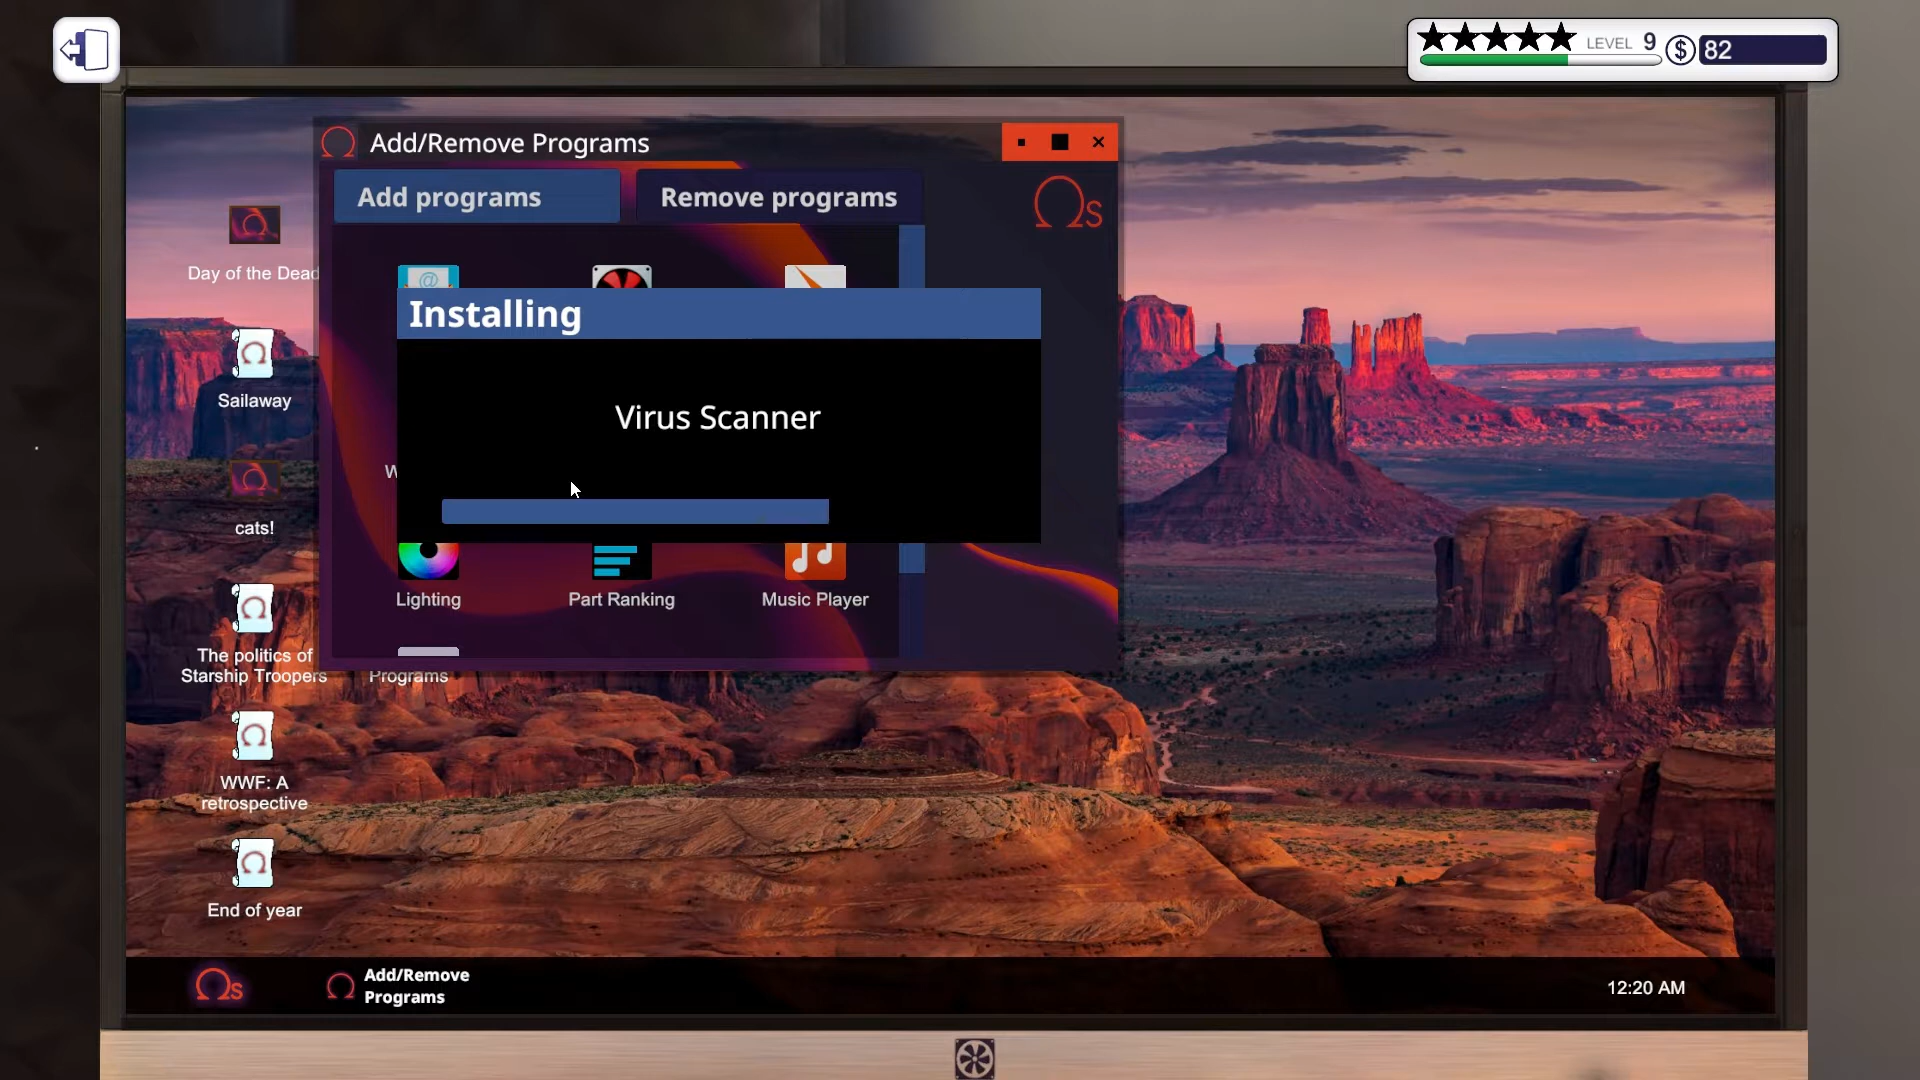 LEVEL 9
82
Add/Remove Programs
Add programs
Remove programs
Ωs
Installing
Virus Scanner
W
Lighting
Part Ranking
Music Player
Programs
Day of the Dead
Sailaway
cats!
The politics of
Starship Troopers
WWF: A
retrospective
End of year
Ωs
Add/Remove
Programs
12:20 AM